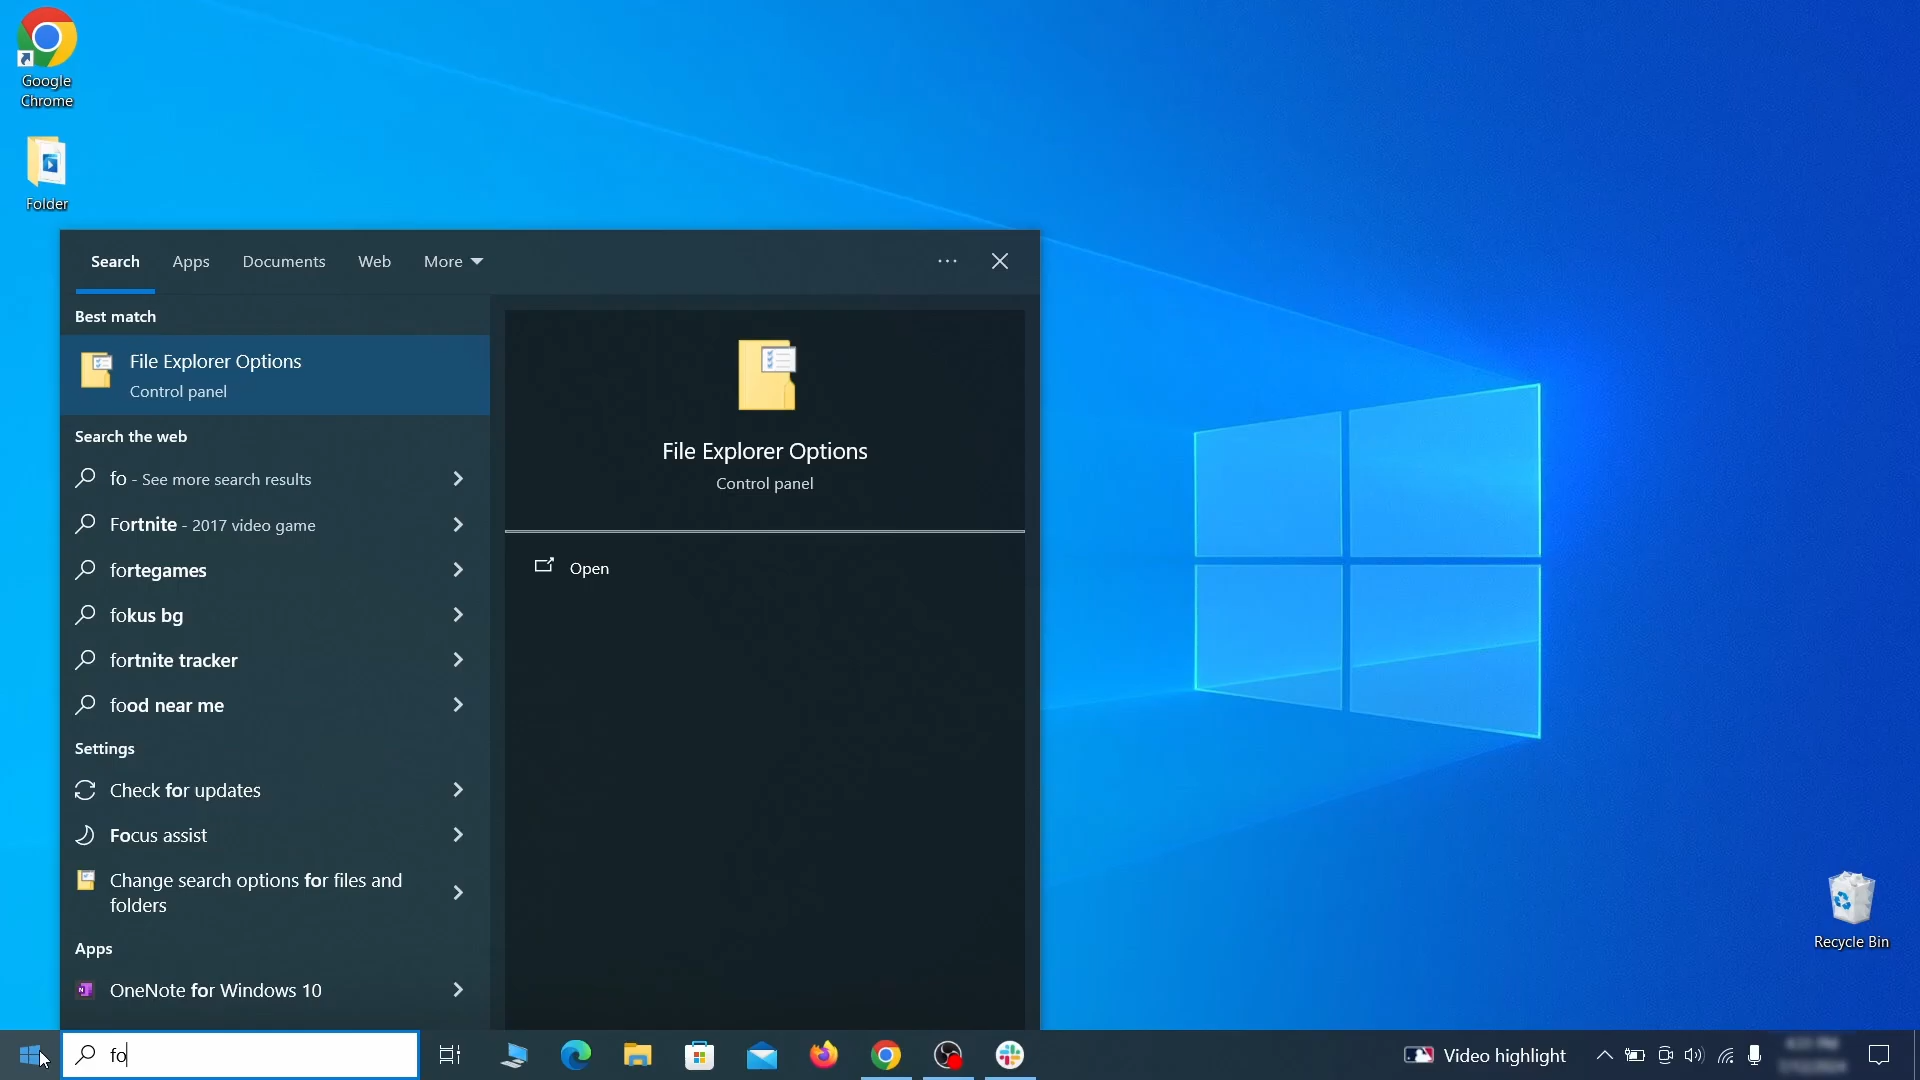 Google
Chrome
Folder
Search
Apps
Documents
Web
More
Best match
File Explorer Options
Control panel
Search the web
fo - See more search results
Fortnite - 2017 video game
fortegames
fokus bg
fortnite tracker
food near me
Settings
Check for updates
Focus assist
Change search options for files and
folders
Apps
OneNote for Windows 10
File Explorer Options
Control panel
Open
Recycle Bin
fo
Video highlight